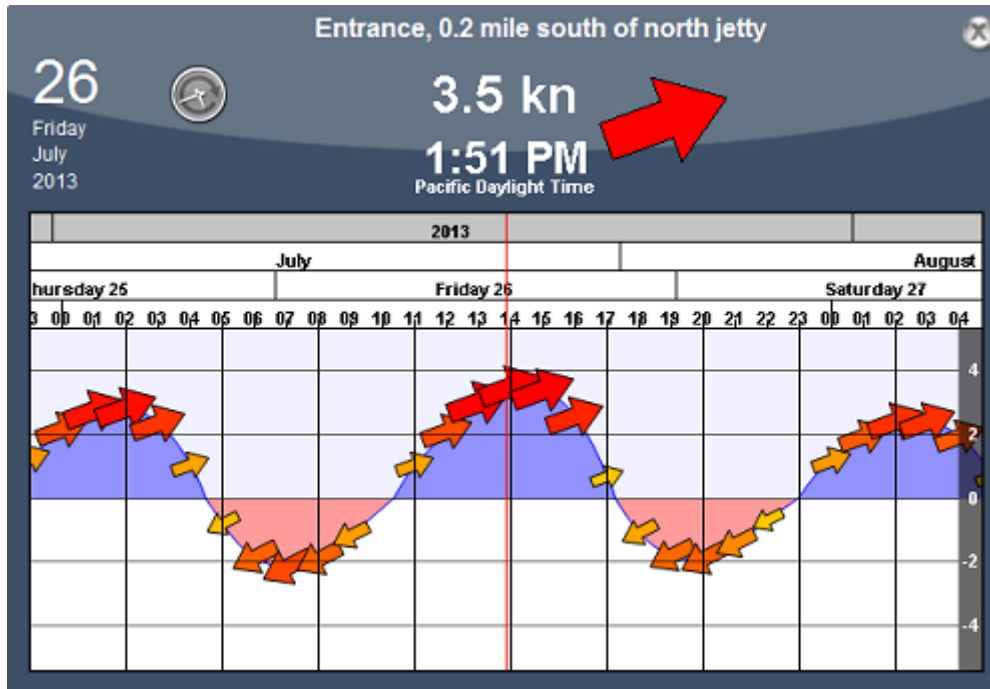 Entrance, 0.2 mile south of north jetty
X
26
Friday
July
2013
3.5 kn
1:51 PM
Pacific Daylight Time
2013
July August
hursday 25 Friday 26 Saturday 27
3 00 01 02 03 04 05 06 07 08 09 10 11 12 13 14 15 16 17 18 19 20 21 22 23 00 01 02 03 04
4
2
0
-2
-4